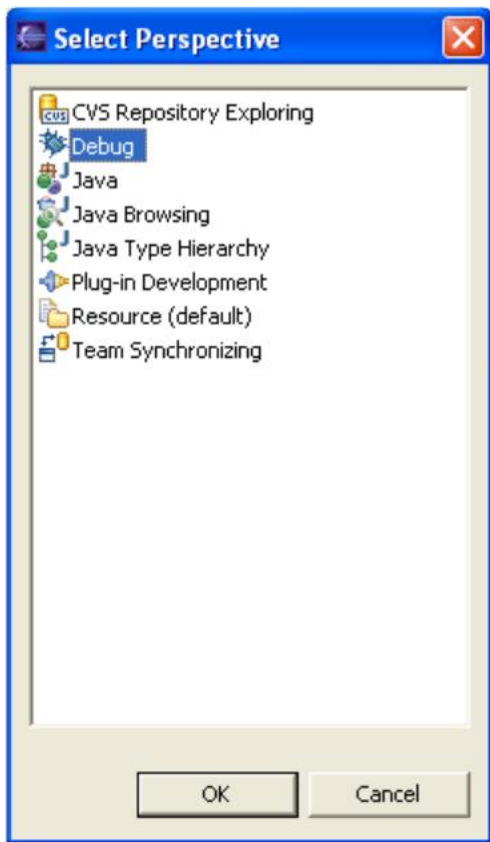 Select Perspective
CVS Repository Exploring
Debug
Java
Java Browsing
Java Type Hierarchy
Plug-in Development
Resource (default)
Team Synchronizing
OK Cancel